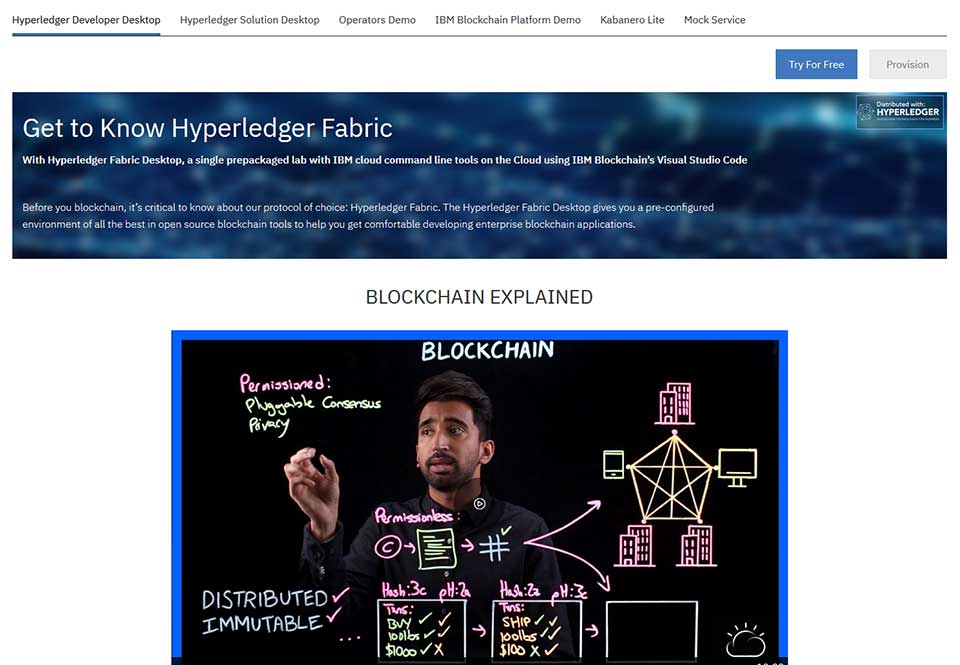 Hyperledger Developer Desktop Hyperledger Solution Desktop Operators Demo IBM Blockchain Platform Demo Kabanero Lite Mock Service
Try For Free Provision
Distributed with:
HYPERLEDGER
Get to Know Hyperledger Fabric
With Hyperledger Fabric Desktop, a single prepackaged lab with IBM cloud command line tools on the Cloud using IBM Blockchain's Visual Studio Code
Before you blockchain, it's critical to know about our protocol of choice: Hyperledger Fabric. The Hyperledger Fabric Desktop gives you a pre-configured
environment of all the best in open source blockchain tools to help you get comfortable developing enterprise blockchain applications.
BLOCKCHAIN EXPLAINED
BLOCKCHAIN
Permissioned:
Pluggable Consensus
Privacy
Permissionless:
C → → #
DISTRIBUTED ✓
IMMUTABLE ✓
...
Hash:3c pH:2a
Txns:
BUY ✓ ✓
100lbs ✓ ✓
$1000 ✓ X
Hash:2z pH:3c
Txns:
SHIP ✓ ✓
100lbs ✓ ✓
$100 X ✓